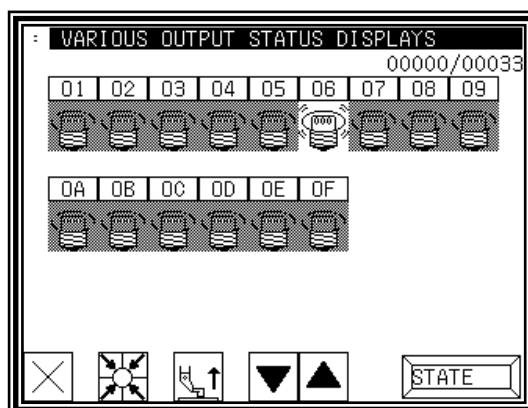 : VARIOUS OUTPUT STATUS DISPLAYS
00000/00033
01 02 03 04 05 06 07 08 09
0A 0B 0C 0D 0E 0F
STATE